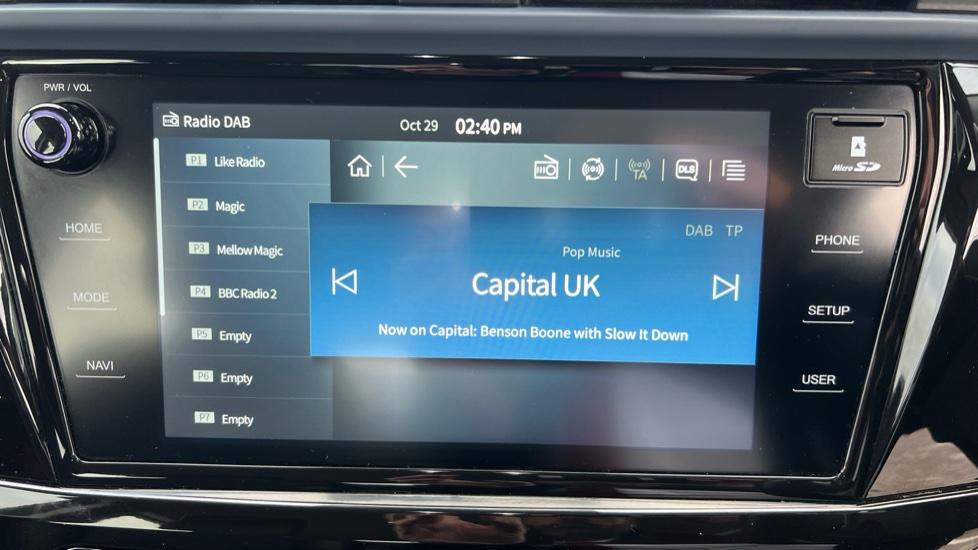 PWR / VOL
Radio DAB
Oct 29 02:40 PM
Micro SD
P1 Like Radio
TA
DLS
P2 Magic
HOME
DAB TP
PHONE
P3 Mellow Magic
Pop Music
Capital UK
P4 BBC Radio 2
MODE
SETUP
P5 Empty
Now on Capital: Benson Boone with Slow It Down
NAVI
P6 Empty
USER
P7 Empty